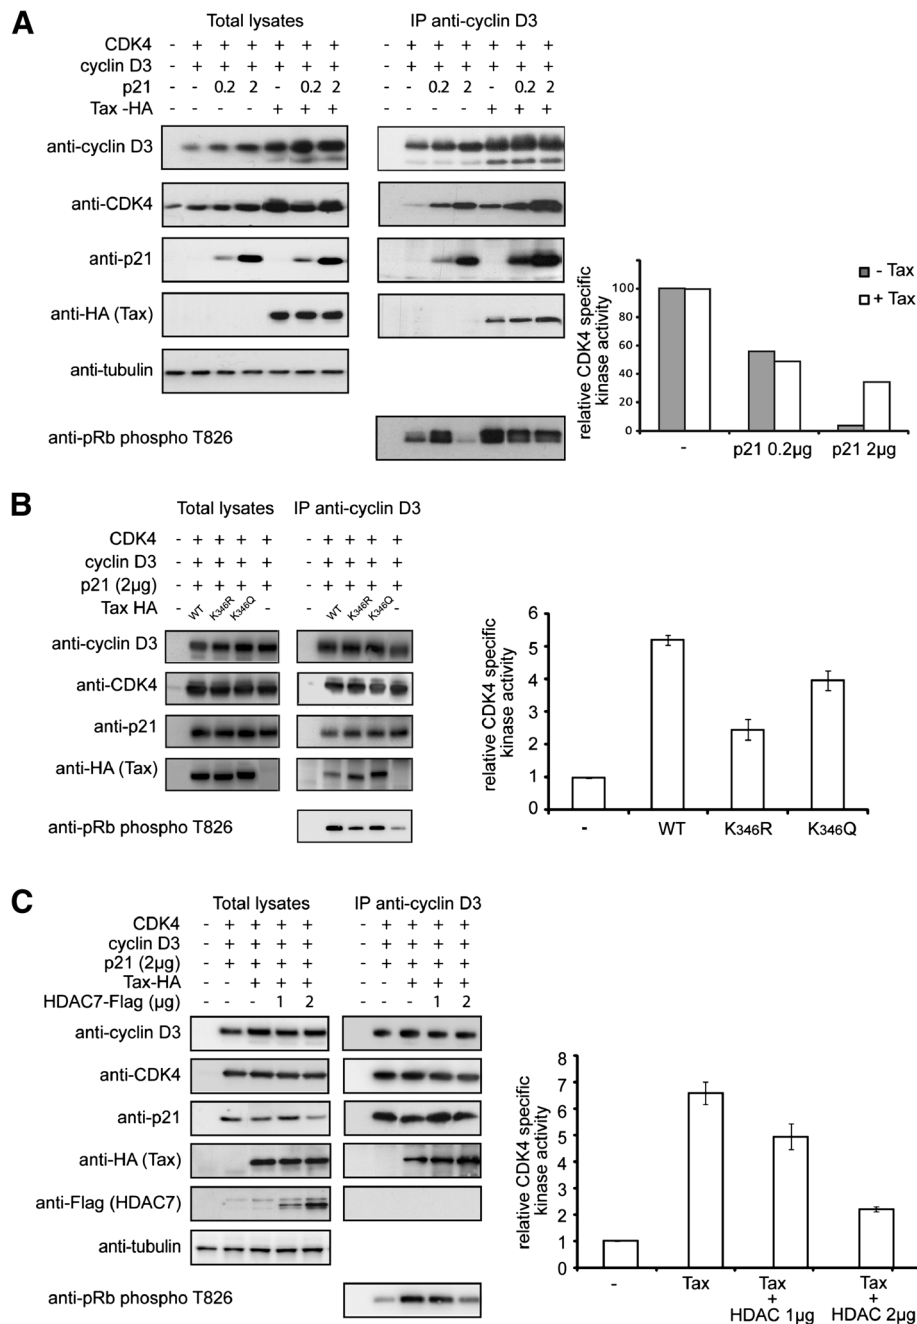 A
Total lysates IP anti-cyclin D3
CDK4 - + + + + + + - + + + + + +
cyclin D3 - + + + + + + - + + + + + +
p21 - - 0.2 2 - 0.2 2 - - 0.2 2 - 0.2 2
Tax -HA - - - - + + + - - - - + + +
anti-cyclin D3
anti-CDK4
anti-p21
anti-HA (Tax)
anti-tubulin
anti-pRb phospho T826
relative CDK4 specific
kinase activity
100
80
60
40
20
0
- p21 0.2µg p21 2µg
- Tax
+ Tax
B
Total lysates IP anti-cyclin D3
CDK4 - + + + + - + + + +
cyclin D3 - + + + + - + + + +
p21 (2µg) - + + + + - + + + +
Tax HA - WT K346R K346Q - - WT K346R K346Q -
anti-cyclin D3
anti-CDK4
anti-p21
anti-HA (Tax)
anti-pRb phospho T826
relative CDK4 specific
kinase activity
6
5
4
3
2
1
0
- WT K346R K346Q
C
Total lysates IP anti-cyclin D3
CDK4 - + + + + - + + + +
cyclin D3 - + + + + - + + + +
p21 (2µg) - + + + + - + + + +
Tax-HA - - + + + - - + + +
HDAC7-Flag (µg) - - - 1 2 - - - 1 2
anti-cyclin D3
anti-CDK4
anti-p21
anti-HA (Tax)
anti-Flag (HDAC7)
anti-tubulin
anti-pRb phospho T826
relative CDK4 specific
kinase activity
8
7
6
5
4
3
2
1
0
- Tax Tax Tax
+ +
HDAC 1µg HDAC 2µg